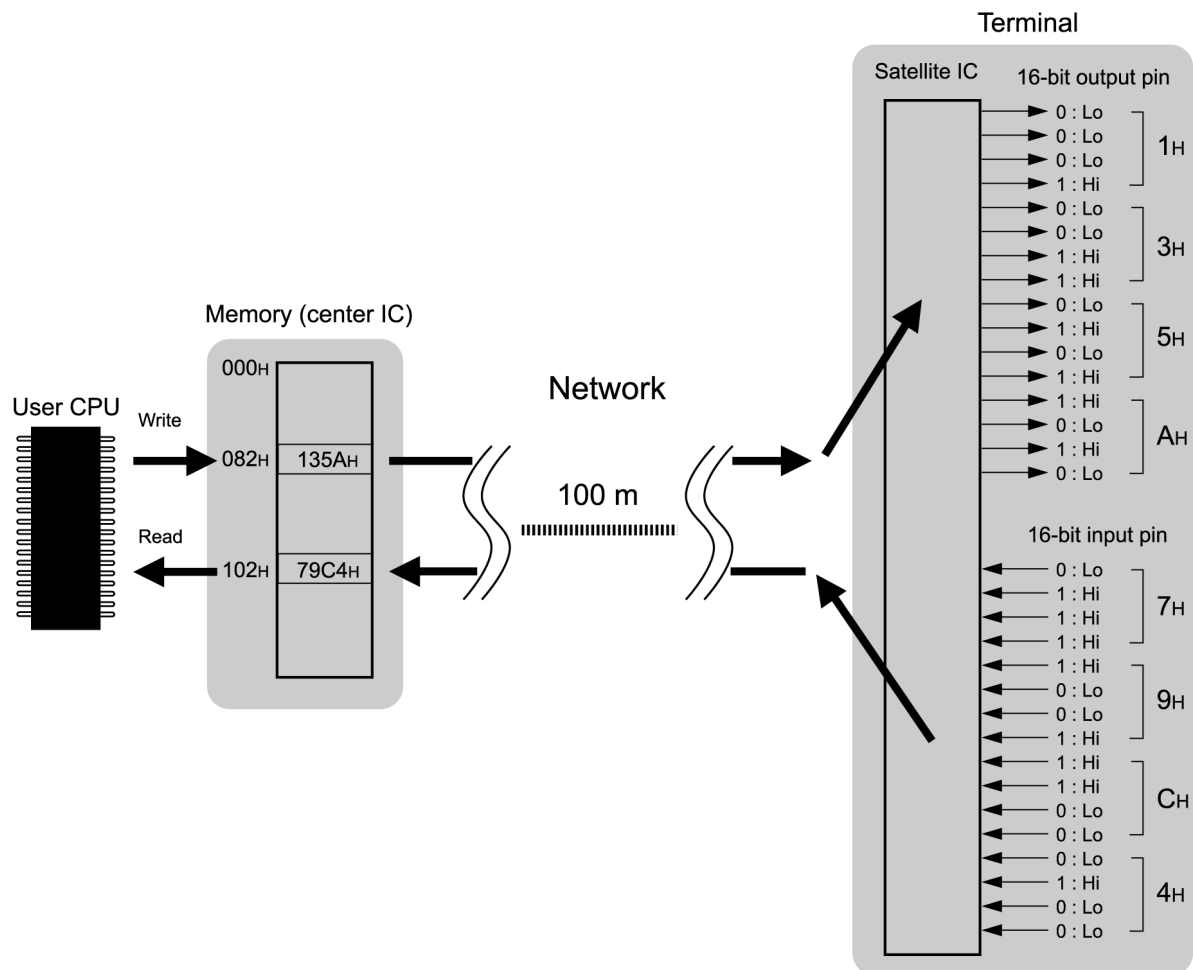 Terminal
Satellite IC
16-bit output pin
0 : Lo
0 : Lo
0 : Lo
1 : Hi
1H
0 : Lo
0 : Lo
1 : Hi
1 : Hi
3H
0 : Lo
1 : Hi
0 : Lo
1 : Hi
5H
1 : Hi
0 : Lo
1 : Hi
0 : Lo
AH
Memory (center IC)
000H
User CPU
Write
082H
135AH
Read
102H
79C4H
Network
100 m
16-bit input pin
0 : Lo
1 : Hi
1 : Hi
1 : Hi
7H
1 : Hi
0 : Lo
0 : Lo
1 : Hi
9H
1 : Hi
1 : Hi
0 : Lo
0 : Lo
CH
0 : Lo
1 : Hi
0 : Lo
0 : Lo
4H